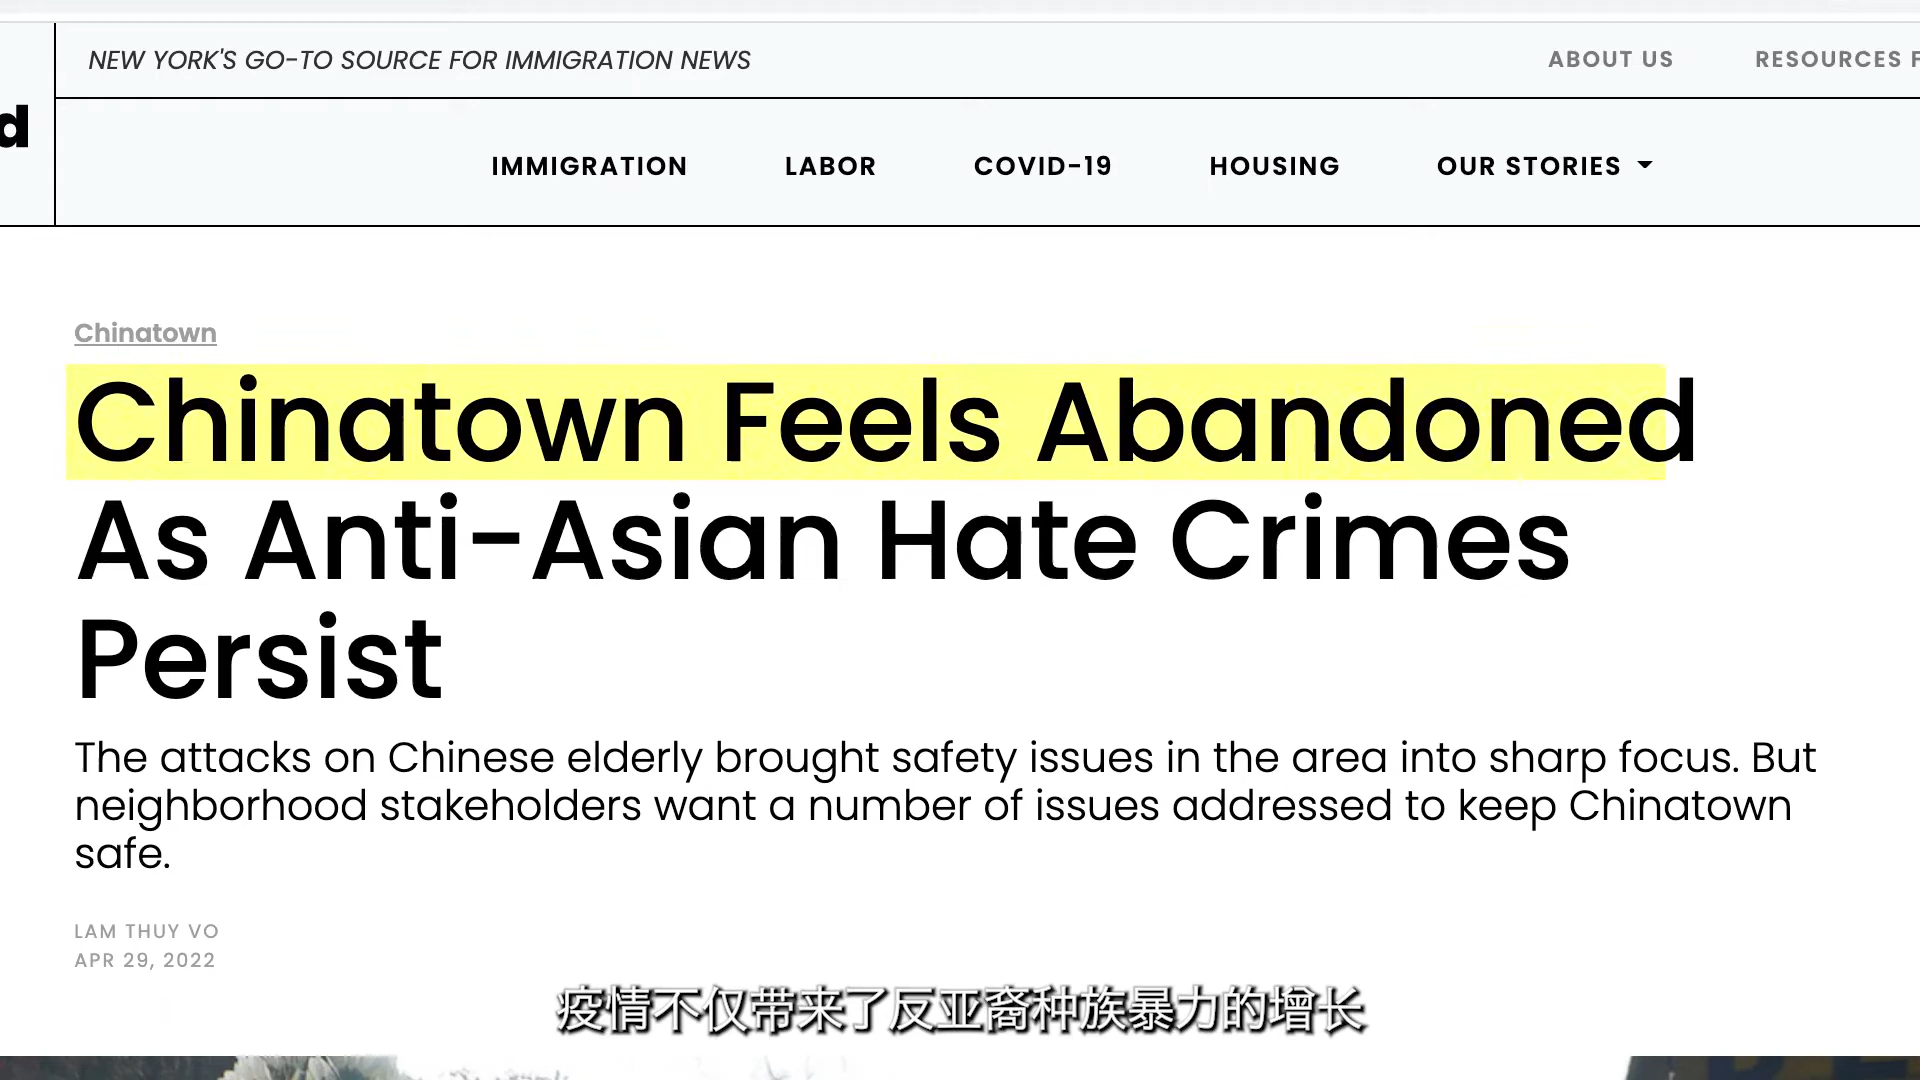 NEW YORK'S GO-TO SOURCE FOR IMMIGRATION NEWS
ABOUT US
RESOURCES F
d
IMMIGRATION
LABOR
COVID-19
HOUSING
OUR STORIES
Chinatown
Chinatown Feels Abandoned
As Anti-Asian Hate Crimes
Persist
The attacks on Chinese elderly brought safety issues in the area into sharp focus. But
neighborhood stakeholders want a number of issues addressed to keep Chinatown
safe.
LAM THUY VO
APR 29, 2022
疫情不仅带来了反亚裔种族暴力的增长